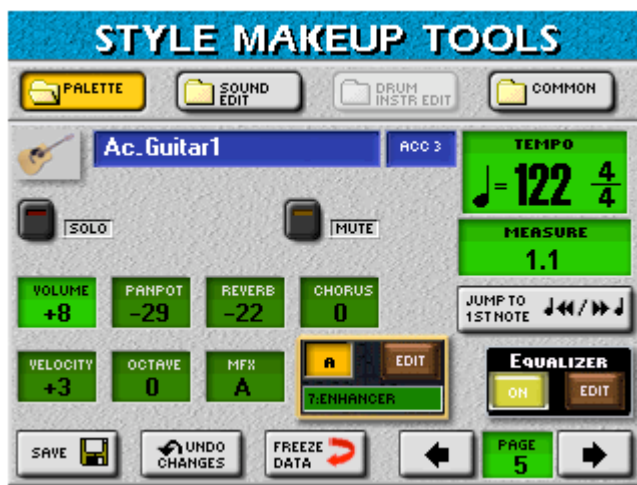 STYLE MAKEUP TOOLS
PALETTE
SOUND
EDIT
DRUM
INSTR EDIT
COMMON
Ac.Guitar1
ACC 3
TEMPO
=122 4/4
SOLO
MUTE
MEASURE
1.1
VOLUME PANPOT REVERB CHORUS
+8 -29 -22 0
JUMP TO
1ST NOTE
VELOCITY OCTAVE MFX
+3 0 A
A EDIT
7:ENHANCER
EQUALIZER
ON EDIT
SAVE
UNDO
CHANGES
FREEZE
DATA
PAGE
5